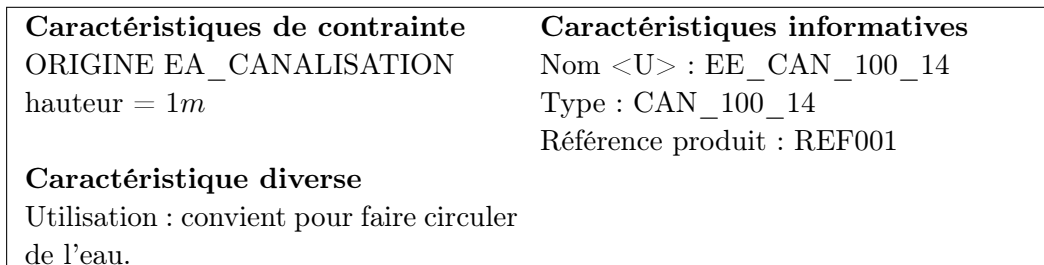 Caractéristiques de contrainte
ORIGINE EA_CANALISATION
hauteur = 1m
Caractéristiques informatives
Nom <U> : EE_CAN_100_14
Type : CAN_100_14
Référence produit : REF001
Caractéristique diverse
Utilisation : convient pour faire circuler
de l'eau.